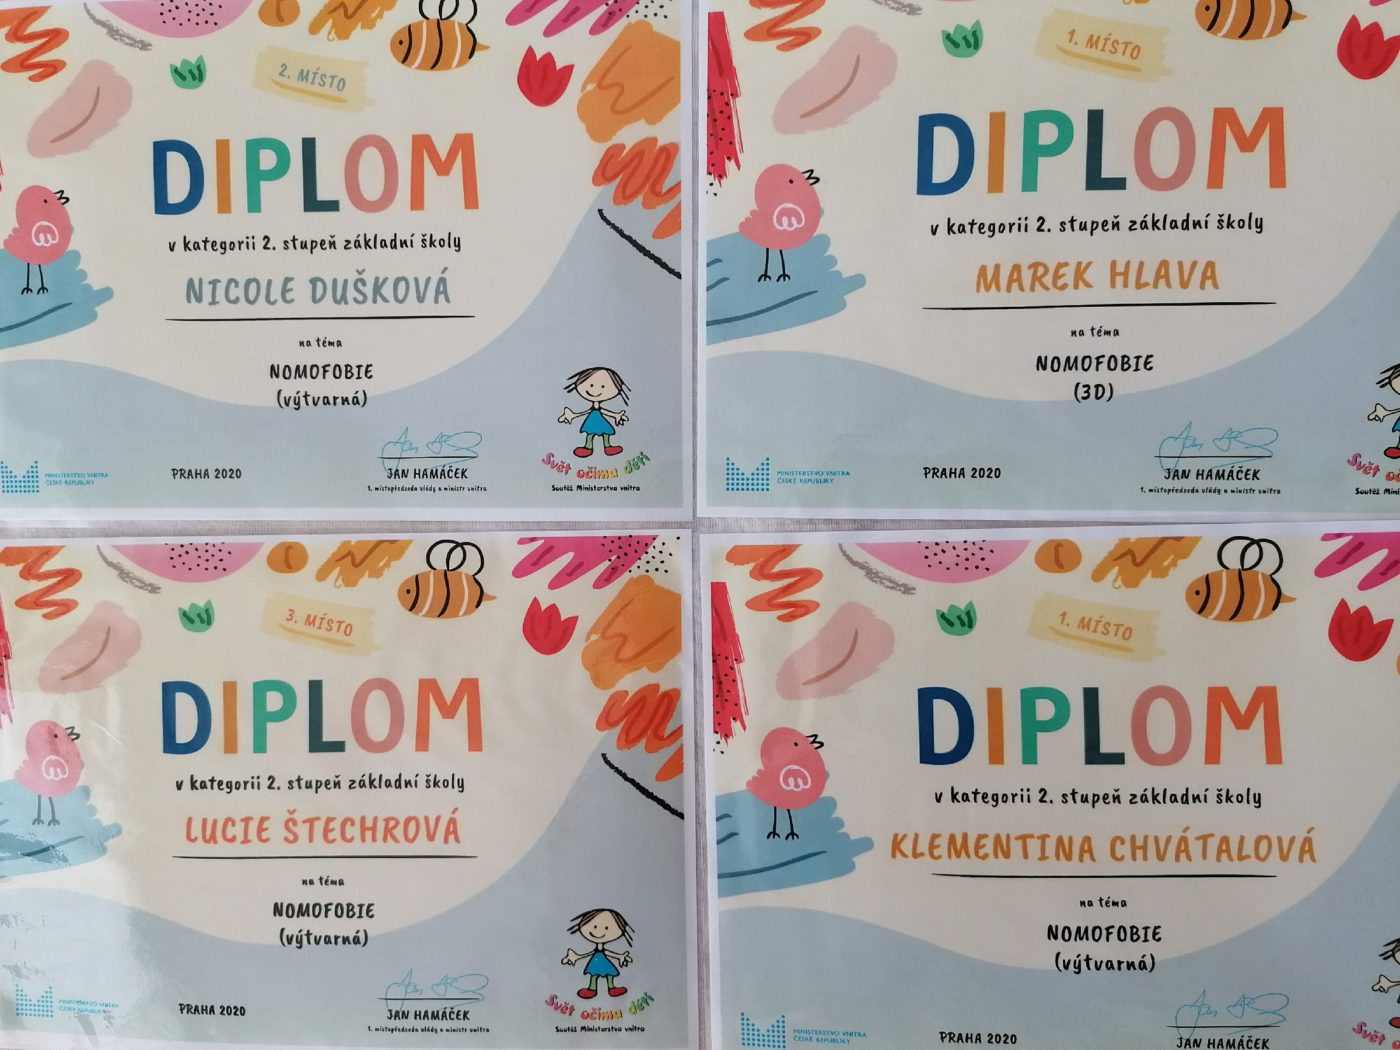 2. MÍSTO
DIPLOM
v kategorii 2. stupeň základní školy
NICOLE DUŠKOVÁ
na téma
NOMOFOBIE
(výtvarná)
MINISTERSTVO VNITRA
ČESKÉ REPUBLIKY
PRAHA 2020
JAN HAMÁČEK
1. místopředseda vlády a ministr vnitra
Svět očima dětí
Soutěž Ministerstva vnitra
1. MÍSTO
DIPLOM
v kategorii 2. stupeň základní školy
MAREK HLAVA
na téma
NOMOFOBIE
(3D)
MINISTERSTVO VNITRA
ČESKÉ REPUBLIKY
PRAHA 2020
JAN HAMÁČEK
1. místopředseda vlády a ministr vnitra
Svět
Soutěž
3. MÍSTO
DIPLOM
v kategorii 2. stupeň základní školy
LUCIE ŠTECHROVÁ
na téma
NOMOFOBIE
(výtvarná)
MINISTERSTVO VNITRA
ČESKÉ REPUBLIKY
PRAHA 2020
JAN HAMÁČEK
1. místopředseda vlády a ministr vnitra
Svět očima dětí
Soutěž Ministerstva vnitra
1. MÍSTO
DIPLOM
v kategorii 2. stupeň základní školy
KLEMENTINA CHVÁTALOVÁ
na téma
NOMOFOBIE
(výtvarná)
MINISTERSTVO VNITRA
ČESKÉ REPUBLIKY
PRAHA 2020
JAN HAMÁČEK
Svět